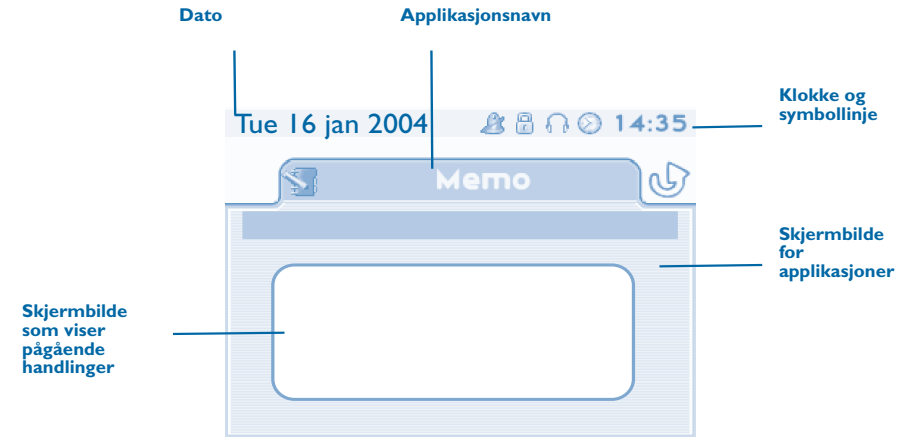 Dato
Applikasjonsnavn
Klokke og
symbollinje
Tue 16 jan 2004
14:35
Memo
Skjermbilde
for
applikasjoner
Skjermbilde
som viser
pågående
handlinger